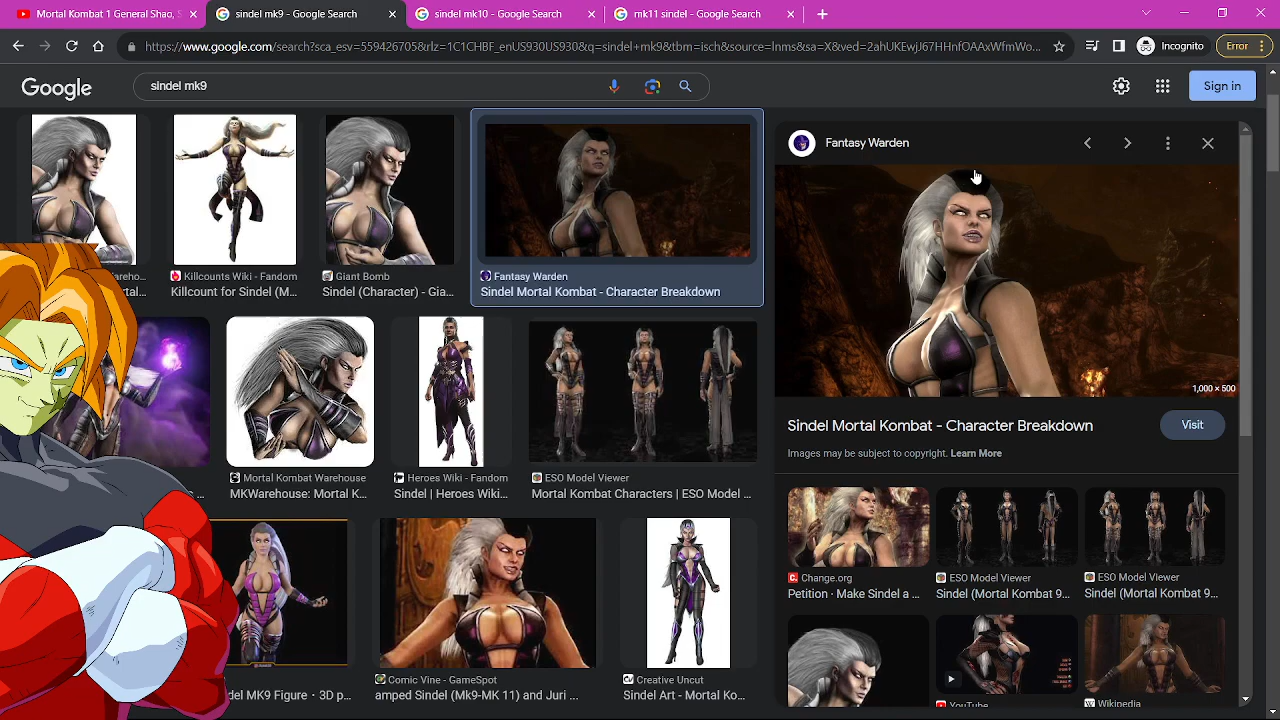 Mortal Kombat 1 General Shao, S
sindel mk9 - Google Search
sindel mk10 - Google Search
mk11 sindel - Google Search
https://www.google.com/search?sca_esv=559426705&rlz=1C1CHBF_enUS930US930&q=sindel+mk9&tbm=isch&source=lnms&sa=X&ved=2ahUKEwjJ67HHnfOAAxWfmWo...
Incognito
Error
Google
sindel mk9
Sign in
Fantasy Warden
Killcounts Wiki - Fandom
Killcount for Sindel (M...
Giant Bomb
Sindel (Character) - Gia...
Fantasy Warden
Sindel Mortal Kombat - Character Breakdown
1,000 × 500
Sindel Mortal Kombat - Character Breakdown
Visit
Images may be subject to copyright. Learn More
Mortal Kombat Warehouse
MKWarehouse: Mortal K...
Heroes Wiki - Fandom
Sindel | Heroes Wiki...
ESO Model Viewer
Mortal Kombat Characters | ESO Model ...
Change.org
Petition · Make Sindel a ...
ESO Model Viewer
Sindel (Mortal Kombat 9...
ESO Model Viewer
Sindel (Mortal Kombat 9...
del MK9 Figure・3D p...
Comic Vine - GameSpot
amped Sindel (Mk9-MK 11) and Juri ...
Creative Uncut
Sindel Art - Mortal Ko...
YouTube
Wikipedia